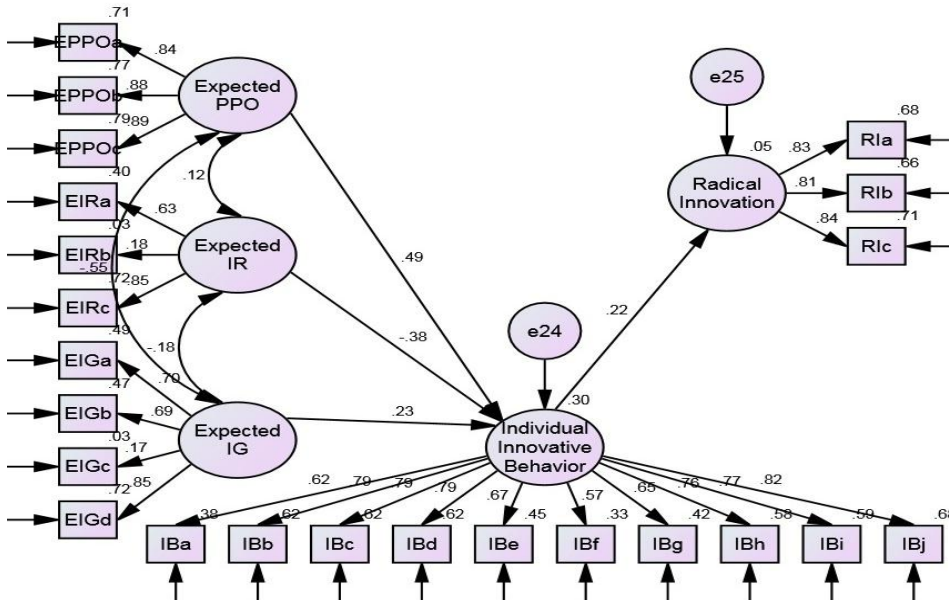 .71
EPPOa
.84
.77
EPPOb
.88
.79
.89
EPPOc
Expected
PPO
.40
EIRa
.63
.12
.03
EIRb
.18
-.55
.72
.85
EIRc
Expected
IR
.49
EIGa
.70
-.18
.47
EIGb
.69
.03
EIGc
.17
.72
.85
EIGd
Expected
IG
.49
-.38
.23
e24
.30
Individual
Innovative
Behavior
.22
e25
.05
Radical
Innovation
.83
.68
RIa
.81
.66
RIb
.84
.71
RIc
.62
.79
.79
.79
.67
.57
.65
.76
.77
.82
.38
.62
.62
.62
.45
.33
.42
.58
.59
IBa
IBb
IBc
IBd
IBe
IBf
IBg
IBh
IBi
IBj